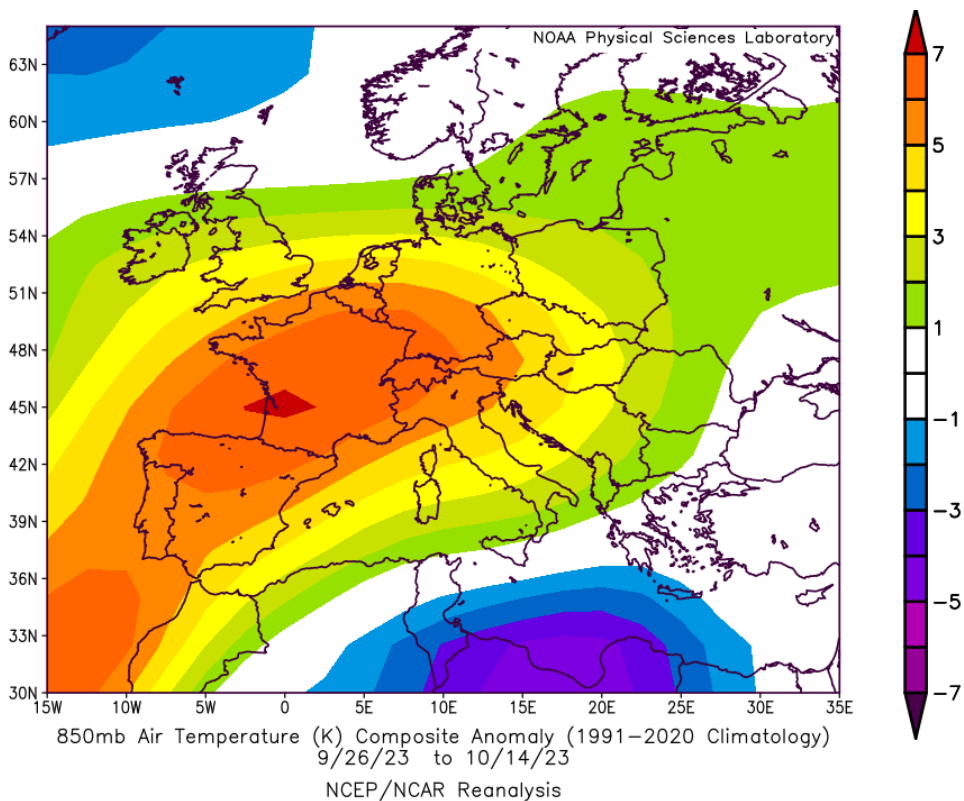 NOAA Physical Sciences Laboratory
63N
60N
57N
54N
51N
48N
45N
42N
39N
36N
33N
30N
15W 10W 5W 0 5E 10E 15E 20E 25E 30E 35E
7
5
3
1
−1
−3
−5
−7
850mb Air Temperature (K) Composite Anomaly (1991−2020 Climatology)
9/26/23 to 10/14/23
NCEP/NCAR Reanalysis